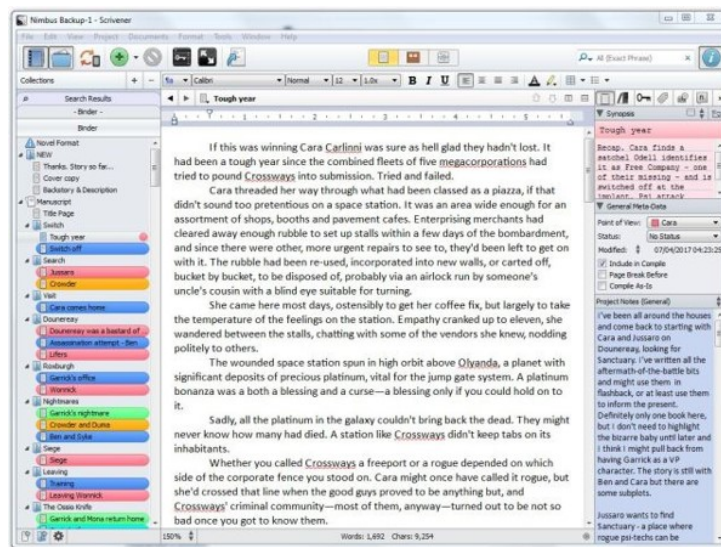 Nimbus Backup-1 - Scrivener
File Edit View Project Documents Format Tools Window Help
All (Exact Phrase)
Collections
Calibri
Normal
12
1.0x
B I U
Search Results
- Binder -
Binder
Novel Format
NEW
Thanks. Story so far...
Cover copy
Backstory & Description
Manuscript
Title Page
Switch
Tough year
Switch off
Search
Jussaro
Crowder
Visit
Cara comes home
Dounereay
Dounereay was a bastard of ...
Assassination attempt - Ben
Lifers
Roxburgh
Garrick's office
Wonnick
Nightmares
Garrick's nightmare
Crowder and Duma
Ben and Syke
Siege
Siege
Leaving
Training
Leaving Wonnick
The Ossio Knife
Garrick and Mona return home
Tough year
If this was winning Cara Carlinni was sure as hell glad they hadn't lost. It
had been a tough year since the combined fleets of five megacorporations had
tried to pound Crossways into submission. Tried and failed.
Cara threaded her way through what had been classed as a piazza, if that
didn't sound too pretentious on a space station. It was an area wide enough for an
assortment of shops, booths and pavement cafes. Enterprising merchants had
cleared away enough rubble to set up stalls within a few days of the bombardment,
and since there were other, more urgent repairs to see to, they'd been left to get on
with it. The rubble had been re-used, incorporated into new walls, or carted off,
bucket by bucket, to be disposed of, probably via an airlock run by someone's
uncle's cousin with a blind eye suitable for turning.
She came here most days, ostensibly to get her coffee fix, but largely to take
the temperature of the feelings on the station. Empathy cranked up to eleven, she
wandered between the stalls, chatting with some of the vendors she knew, nodding
politely to others.
The wounded space station spun in high orbit above Olyanda, a planet with
significant deposits of precious platinum, vital for the jump gate system. A platinum
bonanza was a both a blessing and a curse—a blessing only if you could hold on to
it.
Sadly, all the platinum in the galaxy couldn't bring back the dead. They might
never know how many had died. A station like Crossways didn't keep tabs on its
inhabitants.
Whether you called Crossways a freeport or a rogue depended on which
side of the corporate fence you stood on. Cara might once have called it rogue, but
she'd crossed that line when the good guys proved to be anything but, and
Crossways' criminal community—most of them, anyway—turned out to be not so
bad once you got to know them.
150%
Words: 1,692 Chars: 9,254
Synopsis
Tough year
Recap. Cara finds a
satchel Odell identifies
it as Free Company - one
of their missing - and is
switched off at the
implant. Psi attack
General Meta-Data
Point of View: Cara
Status: No Status
Modified: 07/04/2017 04:23:29
Include in Compile
Page Break Before
Compile As-Is
Project Notes (General)
I've been all around the houses
and come back to starting with
Cara and Jussaro on
Dounereay, looking for
Sanctuary. I've written all the
aftermath-of-the-battle bits
and might use them in
flashback, or at least use them
to inform the present.
Definitely only one book here,
but I don't need to highlight
the bizarre baby until later and
I think I might pull back from
having Garrick as a VP
character. The story is still with
Ben and Cara but there are
some subplots.
Jussaro wants to find
Sanctuary - a place where
rogue psi-techs can be